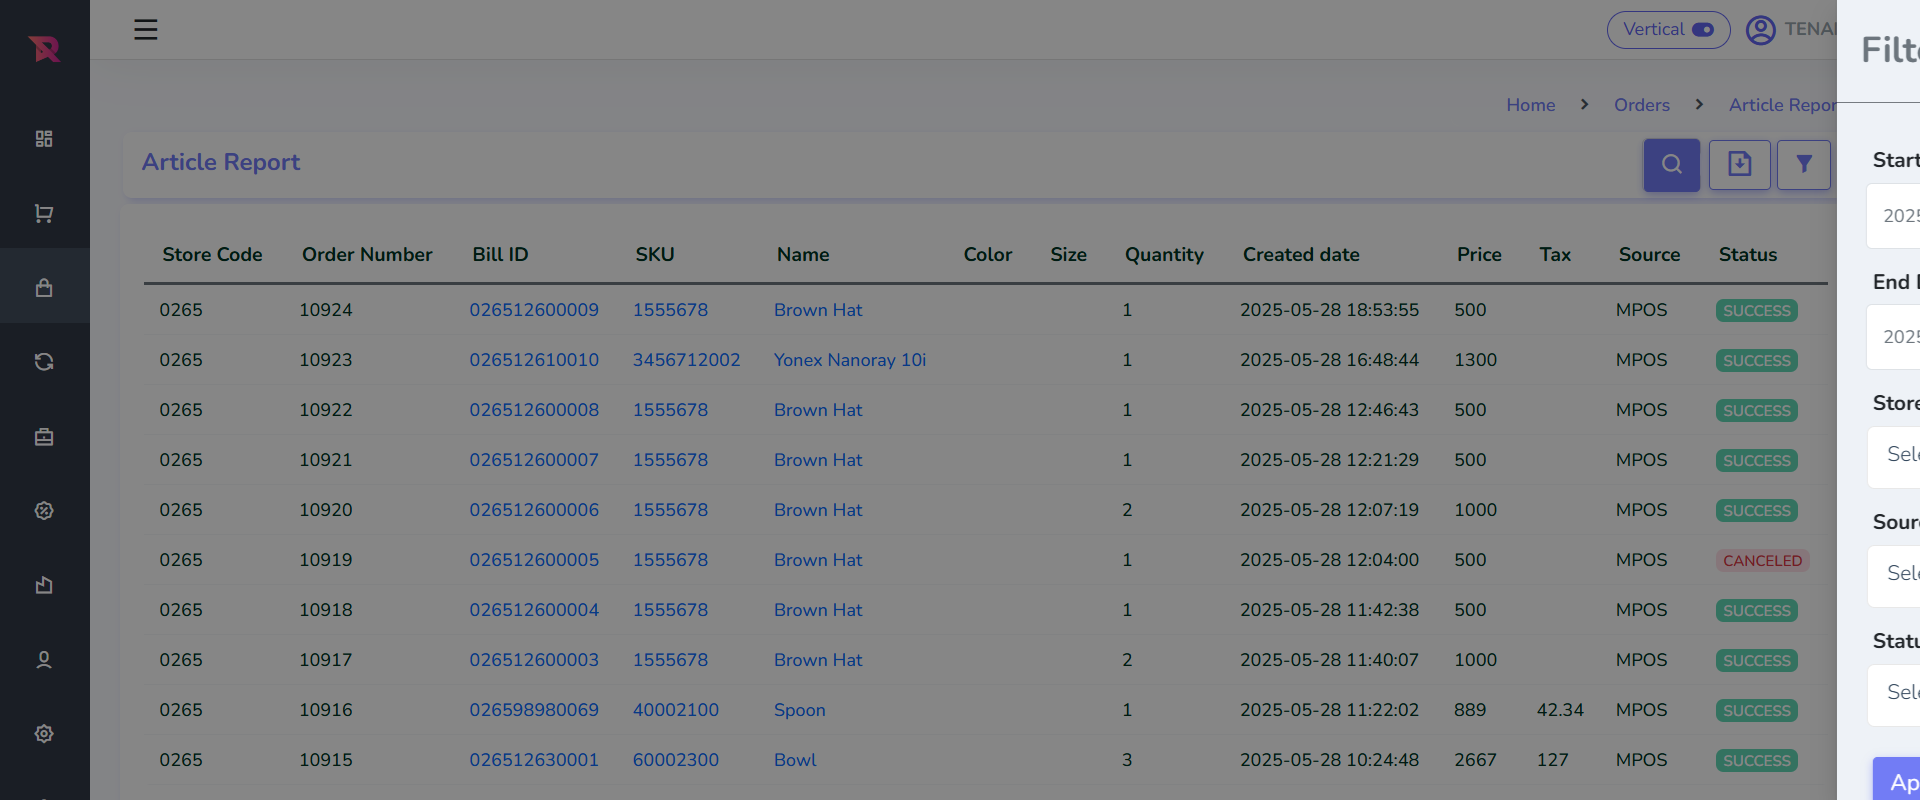 Vertical TENA
Filt
Home > Orders > Article Repor
Article Report
Store Code Order Number Bill ID SKU Name Color Size Quantity Created date Price Tax Source Status
0265 10924 026512600009 1555678 Brown Hat 1 2025-05-28 18:53:55 500 MPOS SUCCESS
0265 10923 026512610010 3456712002 Yonex Nanoray 10i 1 2025-05-28 16:48:44 1300 MPOS SUCCESS
0265 10922 026512600008 1555678 Brown Hat 1 2025-05-28 12:46:43 500 MPOS SUCCESS
0265 10921 026512600007 1555678 Brown Hat 1 2025-05-28 12:21:29 500 MPOS SUCCESS
0265 10920 026512600006 1555678 Brown Hat 2 2025-05-28 12:07:19 1000 MPOS SUCCESS
0265 10919 026512600005 1555678 Brown Hat 1 2025-05-28 12:04:00 500 MPOS CANCELED
0265 10918 026512600004 1555678 Brown Hat 1 2025-05-28 11:42:38 500 MPOS SUCCESS
0265 10917 026512600003 1555678 Brown Hat 2 2025-05-28 11:40:07 1000 MPOS SUCCESS
0265 10916 026598980069 40002100 Spoon 1 2025-05-28 11:22:02 889 42.34 MPOS SUCCESS
0265 10915 026512630001 60002300 Bowl 3 2025-05-28 10:24:48 2667 127 MPOS SUCCESS
Start
2025
End
2025
Store
Sele
Sour
Sele
Statu
Sele
Ap